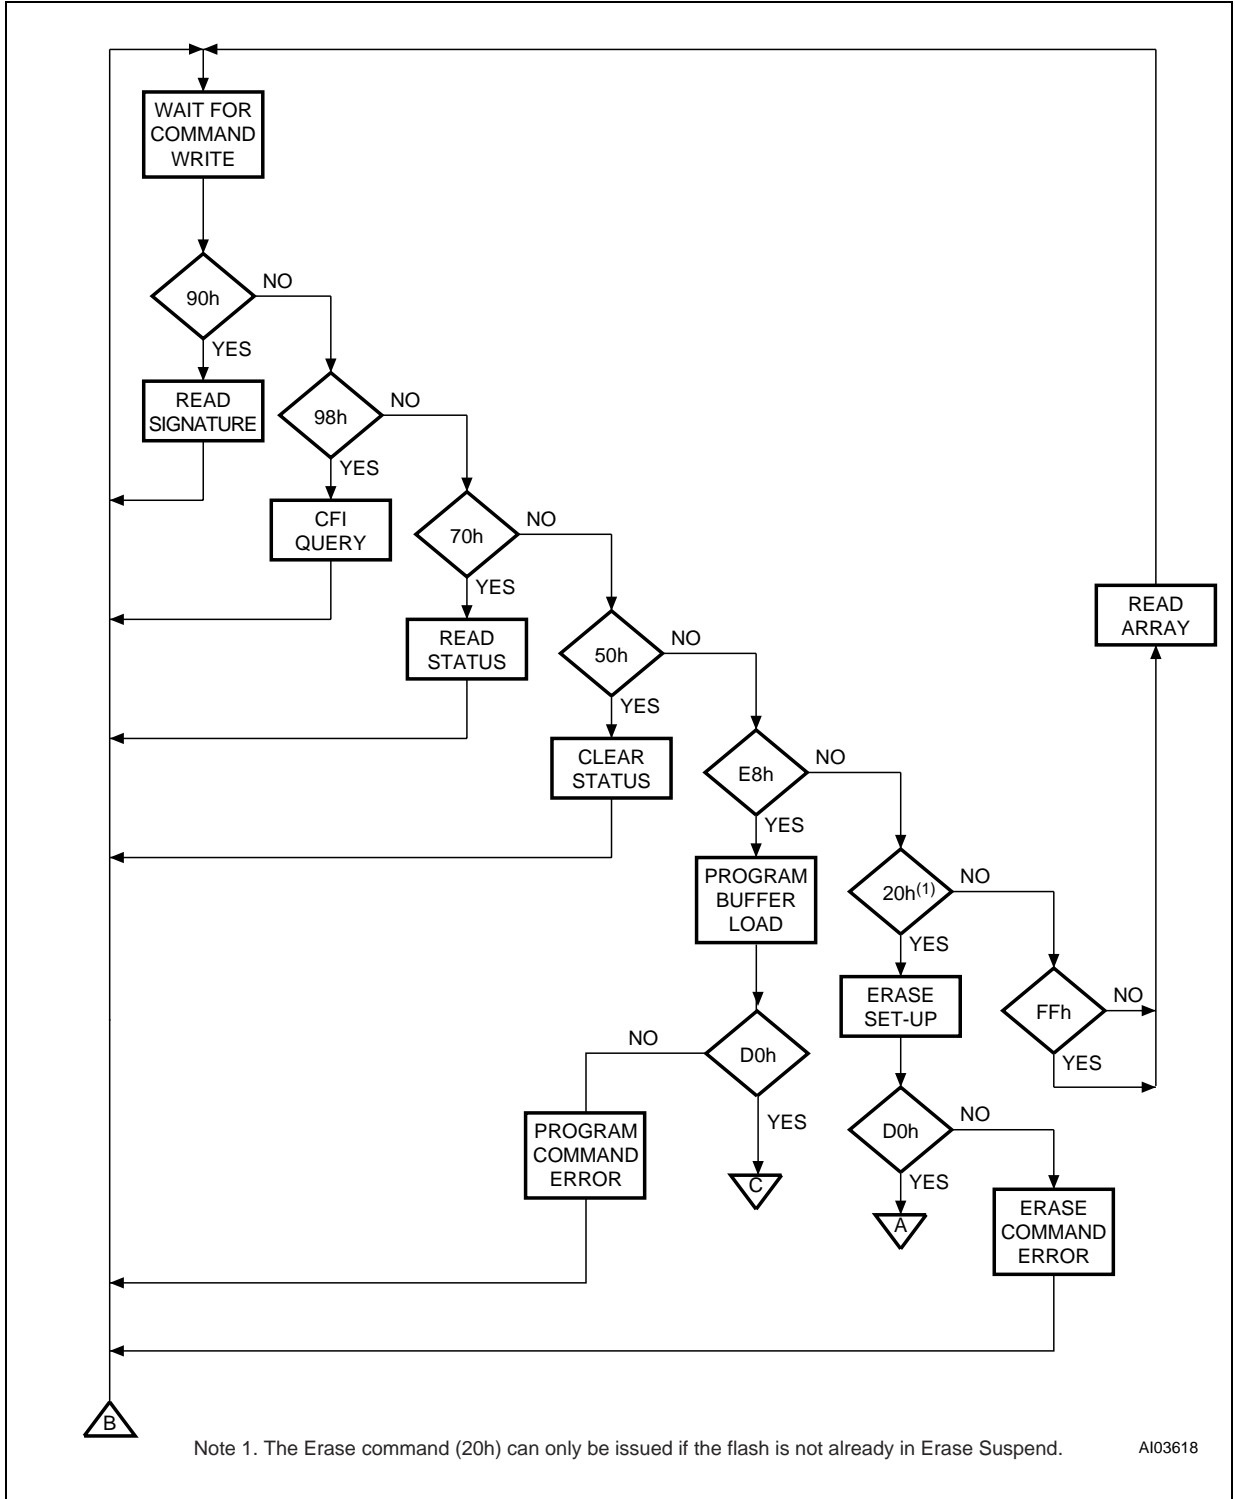 WAIT FOR
COMMAND
WRITE
90h
NO
YES
READ
SIGNATURE
98h
NO
YES
CFI
QUERY
70h
NO
YES
READ
STATUS
50h
NO
YES
CLEAR
STATUS
READ
ARRAY
E8h
NO
YES
PROGRAM
BUFFER
LOAD
20h(1)
NO
YES
ERASE
SET-UP
FFh
NO
YES
D0h
NO
YES
PROGRAM
COMMAND
ERROR
C
D0h
NO
YES
A
ERASE
COMMAND
ERROR
B
Note 1. The Erase command (20h) can only be issued if the flash is not already in Erase Suspend.
AI03618